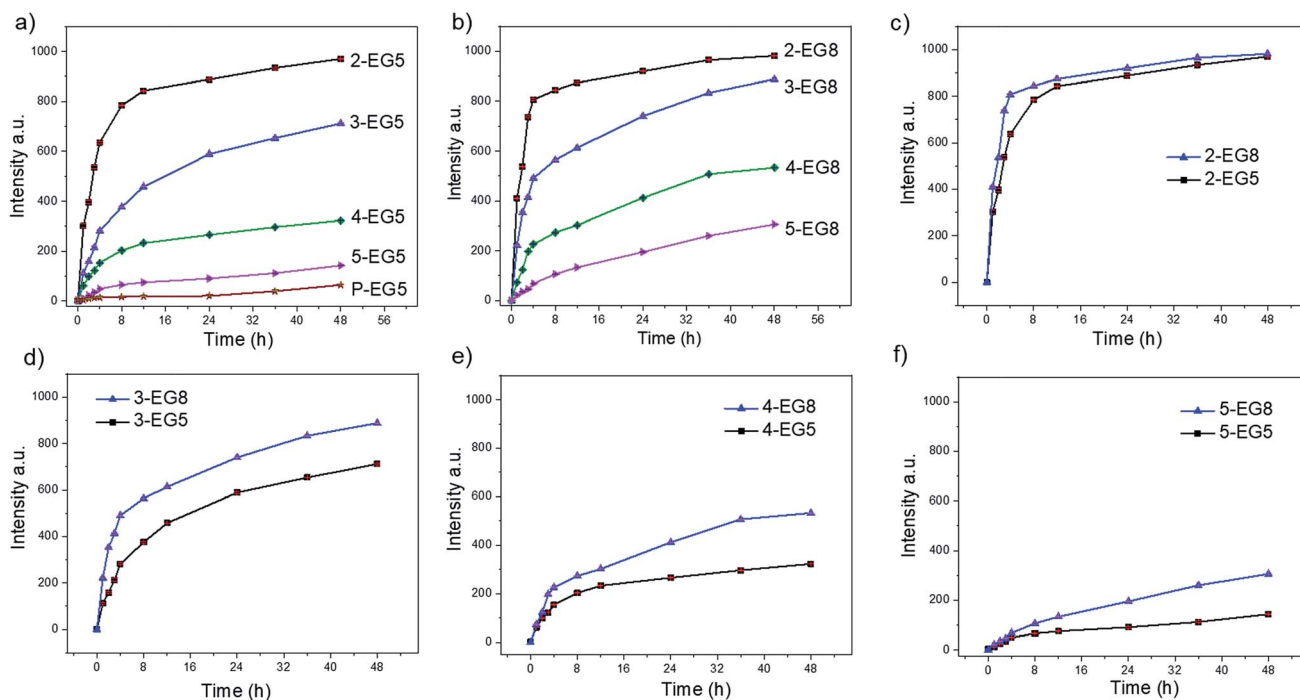 a)
Intensity a.u.
1000
800
600
400
200
0
2-EG5
3-EG5
4-EG5
5-EG5
P-EG5
0 8 16 24 32 40 48 56
Time (h)
b)
Intensity a.u.
1000
800
600
400
200
0
2-EG8
3-EG8
4-EG8
5-EG8
0 8 16 24 32 40 48 56
Time (h)
c)
Intensity a.u.
1000
800
600
400
200
0
2-EG8
2-EG5
0 8 16 24 32 40 48
Time (h)
d)
Intensity a.u.
1000
800
600
400
200
0
3-EG8
3-EG5
0 8 16 24 32 40 48
Time (h)
e)
Intensity a.u.
1000
800
600
400
200
0
4-EG8
4-EG5
0 8 16 24 32 40 48
Time (h)
f)
Intensity a.u.
1000
800
600
400
200
0
5-EG8
5-EG5
0 8 16 24 32 40 48
Time (h)